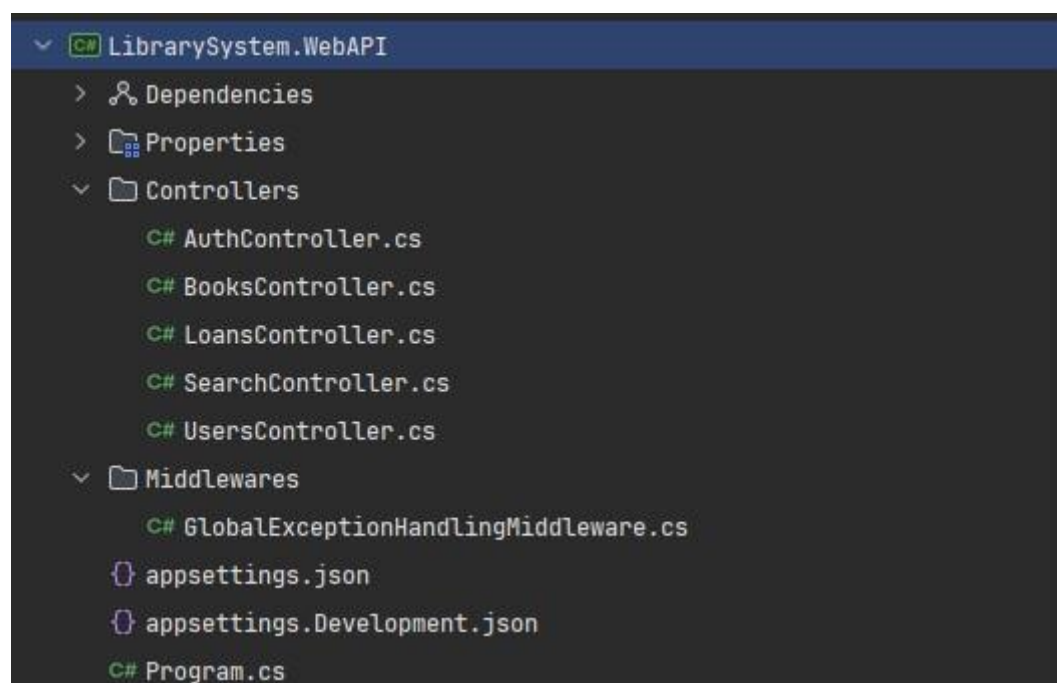 C# LibrarySystem.WebAPI
Dependencies
Properties
Controllers
C# AuthController.cs
C# BooksController.cs
C# LoansController.cs
C# SearchController.cs
C# UsersController.cs
Middlewares
C# GlobalExceptionHandlingMiddleware.cs
{} appsettings.json
{} appsettings.Development.json
C# Program.cs